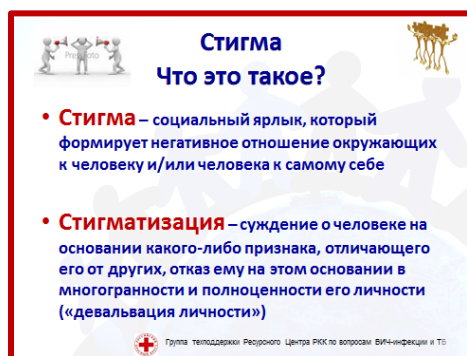 Стигма
Что это такое?
• Стигма – социальный ярлык, который
формирует негативное отношение окружающих
к человеку и/или человека к самому себе
• Стигматизация – суждение о человеке на
основании какого-либо признака, отличающего
его от других, отказ ему на этом основании в
многогранности и полноценности его личности
(«девальвация личности»)
Группа техподдержки Ресурсного Центра РКК по вопросам ВИЧ-инфекции и ТБ